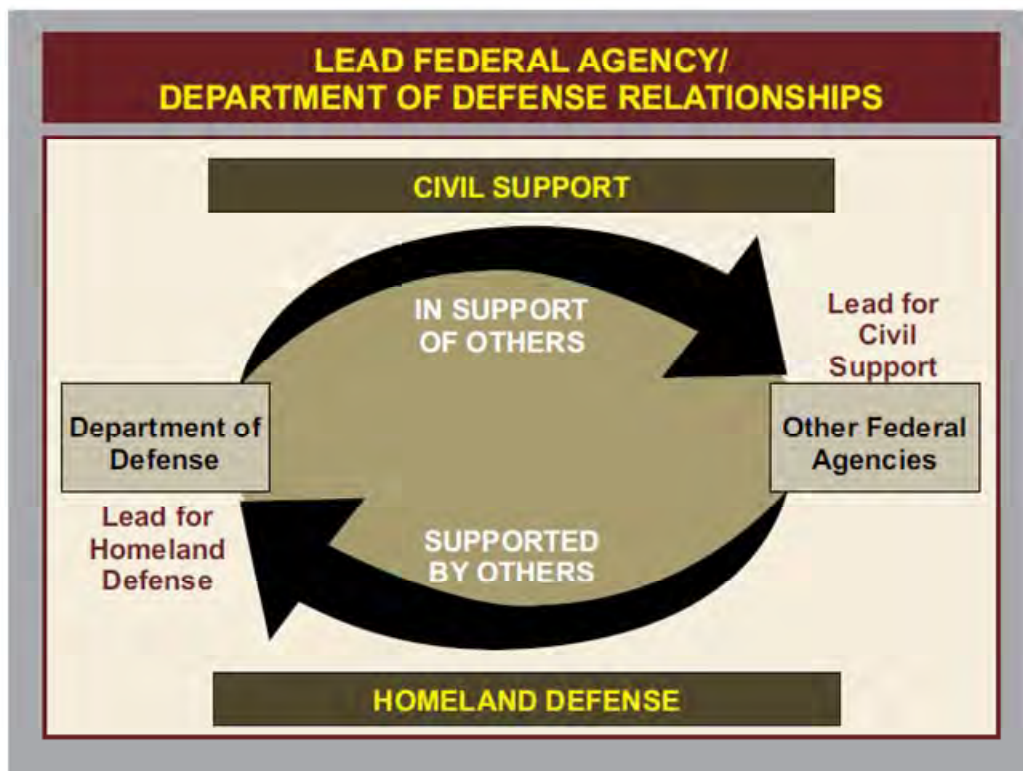 LEAD FEDERAL AGENCY/
DEPARTMENT OF DEFENSE RELATIONSHIPS
CIVIL SUPPORT
IN SUPPORT
OF OTHERS
Lead for
Civil
Support
Department of
Defense
Other Federal
Agencies
Lead for
Homeland
Defense
SUPPORTED
BY OTHERS
HOMELAND DEFENSE